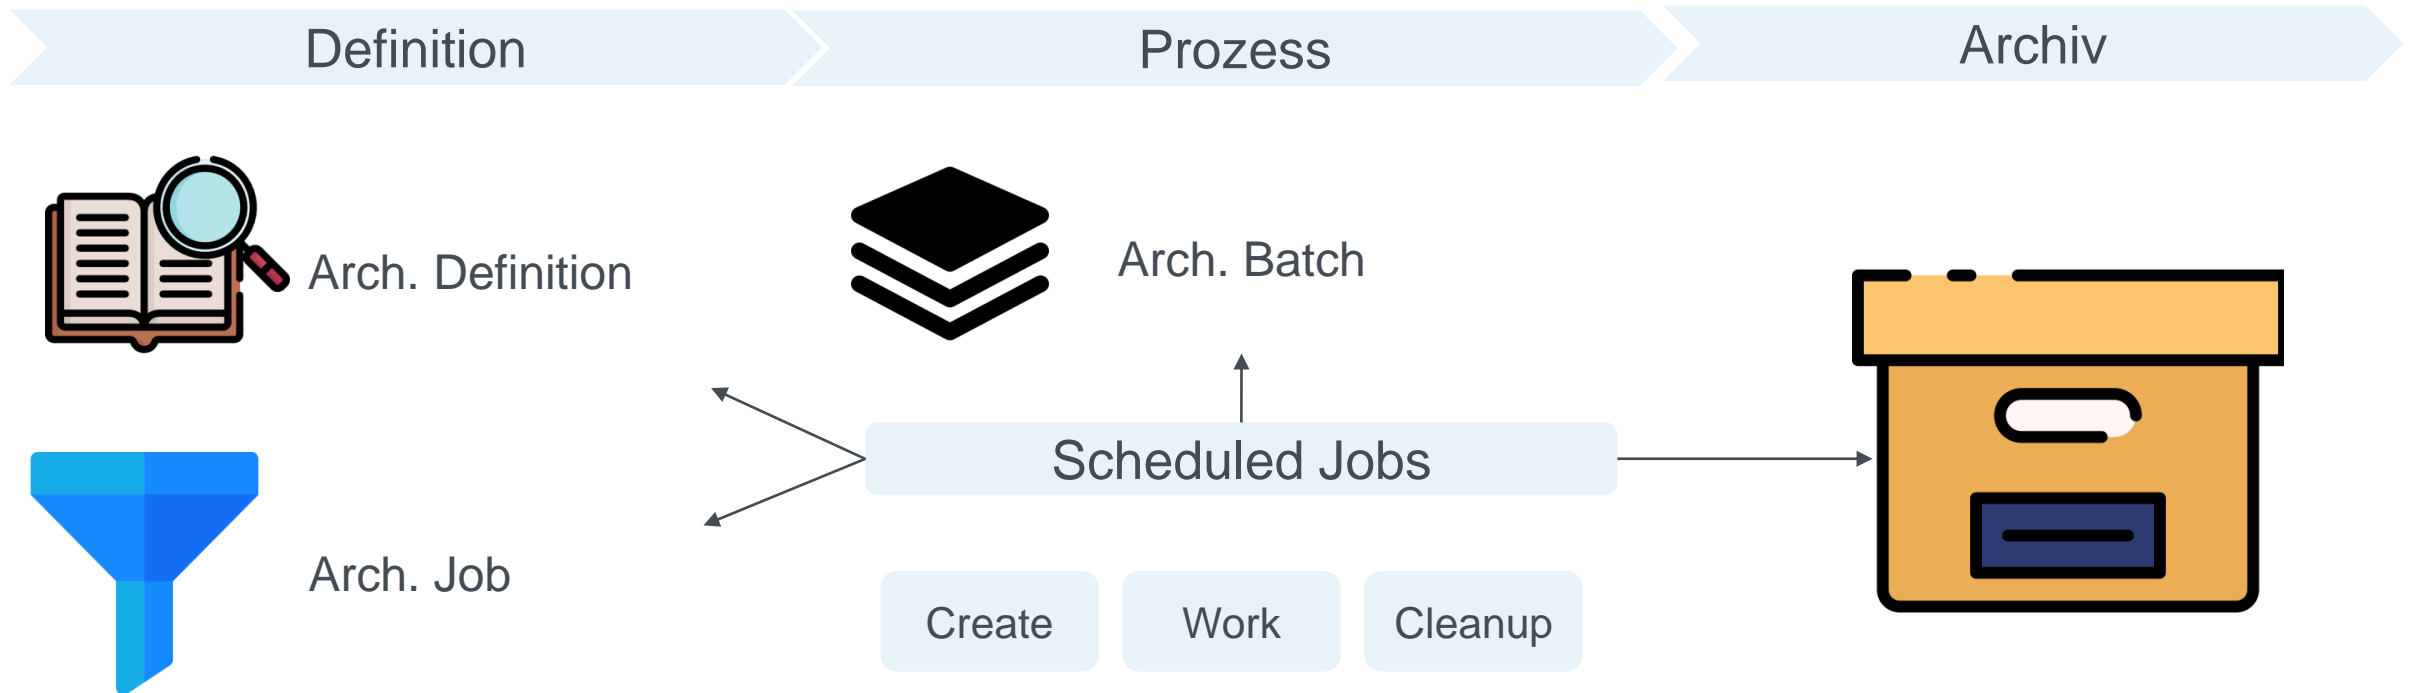 Definition
Prozess
Archiv
Arch. Definition
Arch. Batch
Scheduled Jobs
Arch. Job
Create
Work
Cleanup